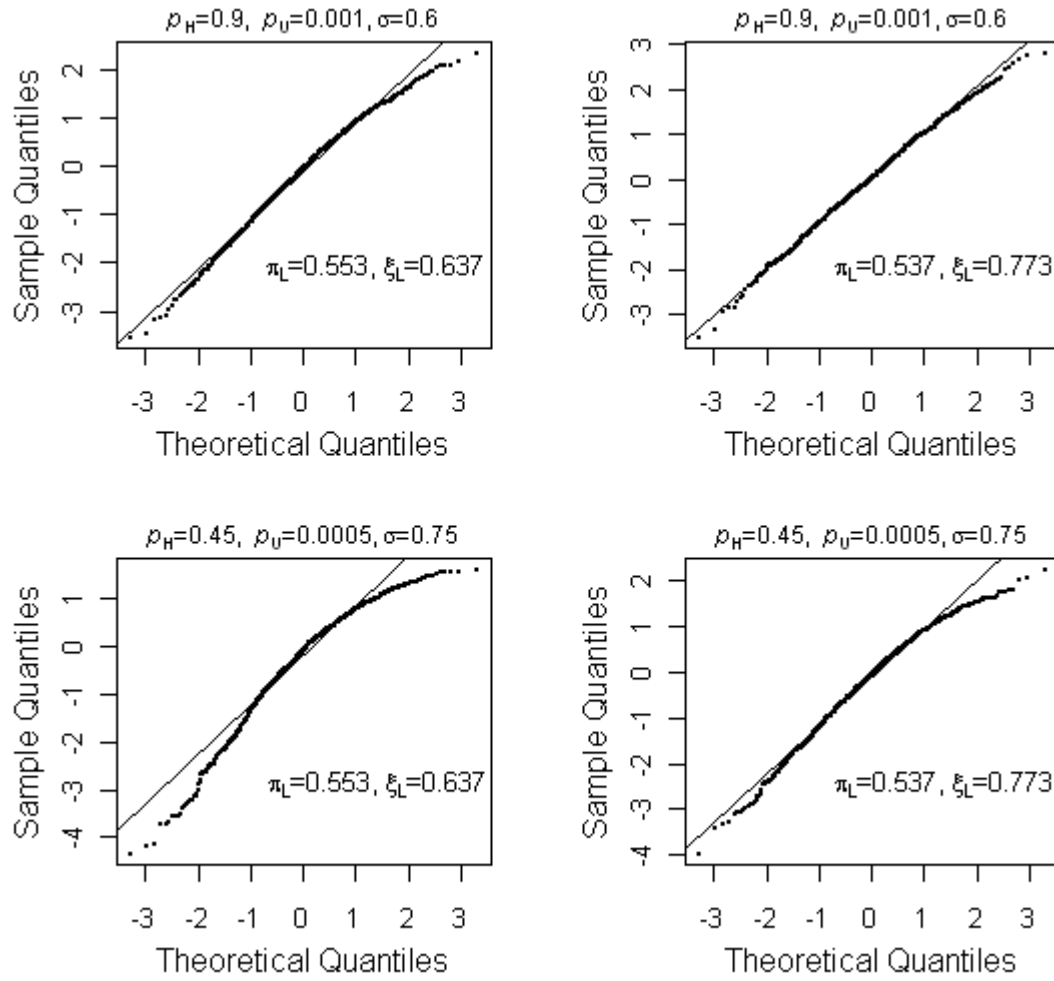 p_H=0.9, p_U=0.001, σ=0.6
Sample Quantiles
2
1
0
-1
-2
-3
π_L=0.553, ξ_L=0.637
-3 -2 -1 0 1 2 3
Theoretical Quantiles
p_H=0.9, p_U=0.001, σ=0.6
Sample Quantiles
3
2
1
0
-1
-2
-3
π_L=0.537, ξ_L=0.773
-3 -2 -1 0 1 2 3
Theoretical Quantiles
p_H=0.45, p_U=0.0005, σ=0.75
Sample Quantiles
1
0
-1
-2
-3
-4
π_L=0.553, ξ_L=0.637
-3 -2 -1 0 1 2 3
Theoretical Quantiles
p_H=0.45, p_U=0.0005, σ=0.75
Sample Quantiles
2
1
0
-1
-2
-3
-4
π_L=0.537, ξ_L=0.773
-3 -2 -1 0 1 2 3
Theoretical Quantiles